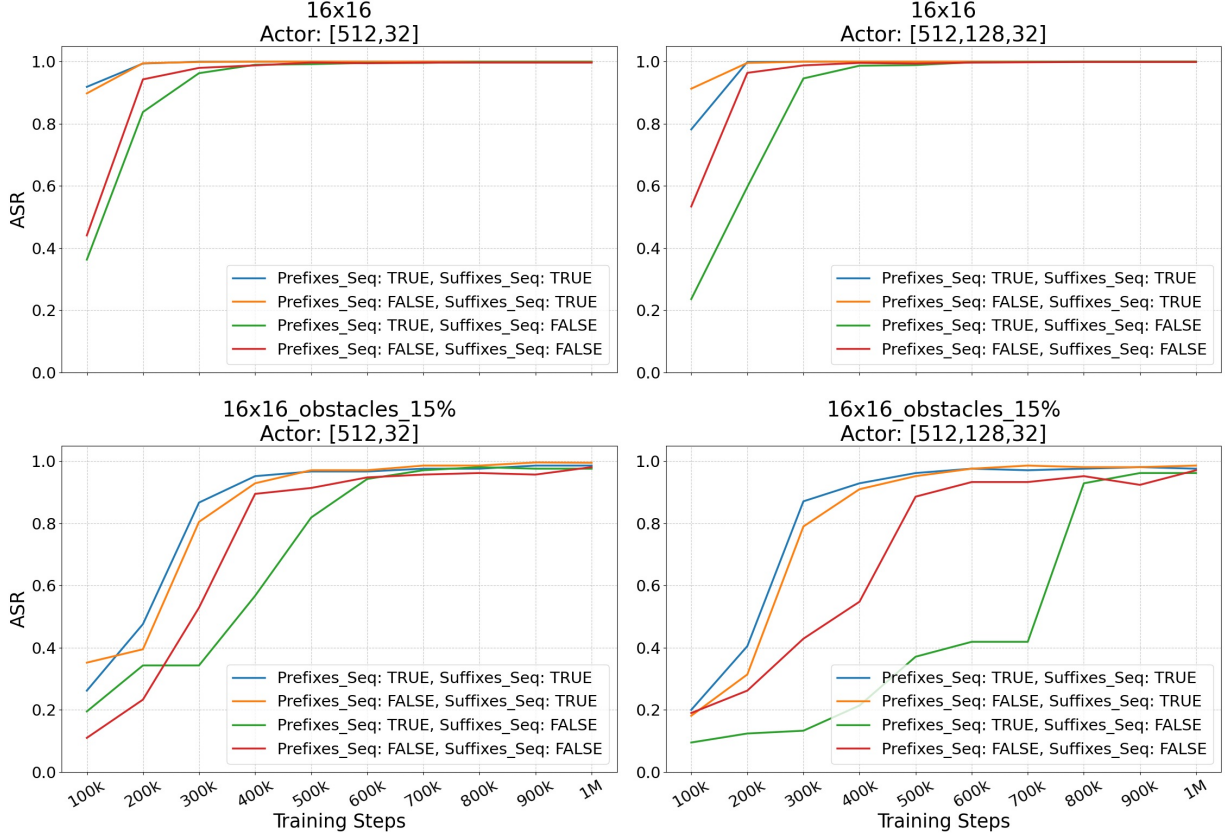 16x16
Actor: [512,32]
ASR
1.0
0.8
0.6
0.4
0.2
0.0
Prefixes_Seq: TRUE, Suffixes_Seq: TRUE
Prefixes_Seq: FALSE, Suffixes_Seq: TRUE
Prefixes_Seq: TRUE, Suffixes_Seq: FALSE
Prefixes_Seq: FALSE, Suffixes_Seq: FALSE
16x16
Actor: [512,128,32]
1.0
0.8
0.6
0.4
0.2
0.0
Prefixes_Seq: TRUE, Suffixes_Seq: TRUE
Prefixes_Seq: FALSE, Suffixes_Seq: TRUE
Prefixes_Seq: TRUE, Suffixes_Seq: FALSE
Prefixes_Seq: FALSE, Suffixes_Seq: FALSE
16x16_obstacles_15%
Actor: [512,32]
ASR
1.0
0.8
0.6
0.4
0.2
0.0
Prefixes_Seq: TRUE, Suffixes_Seq: TRUE
Prefixes_Seq: FALSE, Suffixes_Seq: TRUE
Prefixes_Seq: TRUE, Suffixes_Seq: FALSE
Prefixes_Seq: FALSE, Suffixes_Seq: FALSE
100k 200k 300k 400k 500k 600k 700k 800k 900k 1M
Training Steps
16x16_obstacles_15%
Actor: [512,128,32]
1.0
0.8
0.6
0.4
0.2
0.0
Prefixes_Seq: TRUE, Suffixes_Seq: TRUE
Prefixes_Seq: FALSE, Suffixes_Seq: TRUE
Prefixes_Seq: TRUE, Suffixes_Seq: FALSE
Prefixes_Seq: FALSE, Suffixes_Seq: FALSE
100k 200k 300k 400k 500k 600k 700k 800k 900k 1M
Training Steps